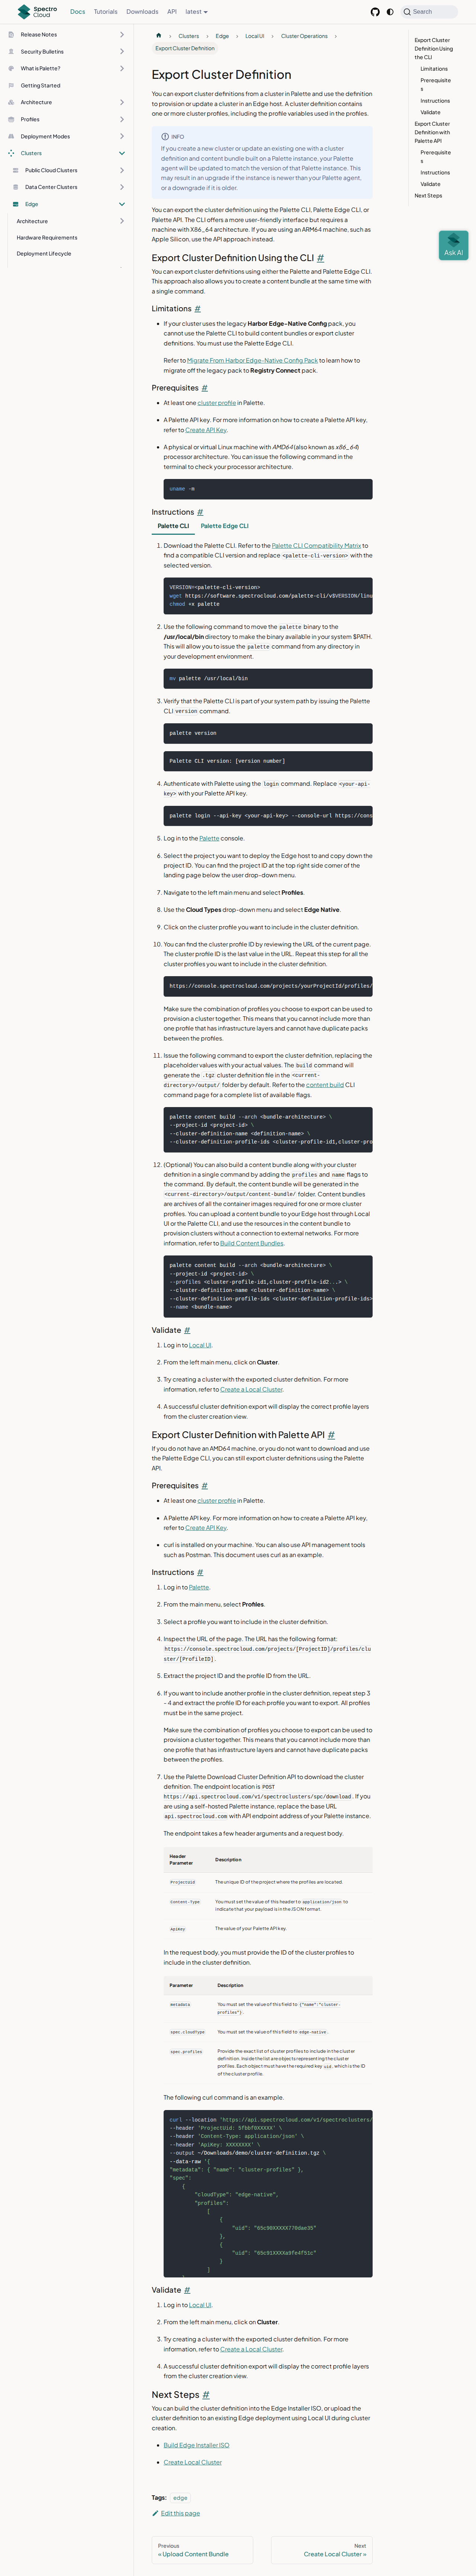 Spectro Cloud
Docs
Tutorials
Downloads
API
latest
Search
Release Notes
Security Bulletins
What is Palette?
Getting Started
Architecture
Profiles
Deployment Modes
Clusters
Public Cloud Clusters
Data Center Clusters
Edge
Architecture
Hardware Requirements
Deployment Lifecycle
Clusters
Edge
Local UI
Cluster Operations
Export Cluster Definition
Export Cluster Definition
You can export cluster definitions from a cluster in Palette and use the definition
to provision or update a cluster in an Edge host. A cluster definition contains
one or more cluster profiles, including the profile variables used in the profiles.
INFO
If you create a new cluster or update an existing one with a cluster
definition and content bundle built on a Palette instance, your Palette
agent will be updated to match the version of that Palette instance. This
may result in an upgrade if the instance is newer than your Palette agent,
or a downgrade if it is older.
You can export the cluster definition using the Palette CLI, Palette Edge CLI, or
Palette API. The CLI offers a more user-friendly interface but requires a
machine with X86_64 architecture. If you are using an ARM64 machine, such as
Apple Silicon, use the API approach instead.
Export Cluster Definition Using the CLI #
You can export cluster definitions using either the Palette and Palette Edge CLI.
This approach also allows you to export a cluster definition at the same time with
a single command.
Limitations #
If your cluster uses the legacy Harbor Edge-Native Config pack, you
cannot use the Palette CLI to build content bundles or export cluster
definitions. You must use the Palette Edge CLI.
Refer to Migrate From Harbor Edge-Native Config Pack to learn how to
migrate off the legacy pack to Registry Connect pack.
Prerequisites #
At least one cluster profile in Palette.
A Palette API key. For more information on how to create a Palette API key,
refer to Create API Key.
A physical or virtual Linux machine with AMD64 (also known as x86_64)
processor architecture. You can issue the following command in the
terminal to check your processor architecture.
uname -m
Instructions #
Palette CLI
Palette Edge CLI
1. Download the Palette CLI. Refer to the Palette CLI Compatibility Matrix to
find a compatible CLI version and replace <palette-cli-version> with the
selected version.
VERSION=<palette-cli-version>
wget https://software.spectrocloud.com/palette-cli/v$VERSION/linu
chmod +x palette
2. Use the following command to move the palette binary to the
/usr/local/bin directory to make the binary available in your system $PATH.
This will allow you to issue the palette command from any directory in
your development environment.
mv palette /usr/local/bin
3. Verify that the Palette CLI is part of your system path by issuing the Palette
CLI version command.
palette version
Palette CLI version: [version number]
4. Authenticate with Palette using the login command. Replace <your-api-
key> with your Palette API key.
palette login --api-key <your-api-key> --console-url https://cons
5. Log in to the Palette console.
6. Select the project you want to deploy the Edge host to and copy down the
project ID. You can find the project ID at the top right side corner of the
landing page below the user drop-down menu.
7. Navigate to the left main menu and select Profiles.
8. Use the Cloud Types drop-down menu and select Edge Native.
9. Click on the cluster profile you want to include in the cluster definition.
10. You can find the cluster profile ID by reviewing the URL of the current page.
The cluster profile ID is the last value in the URL. Repeat this step for all the
cluster profiles you want to include in the cluster definition.
https://console.spectrocloud.com/projects/yourProjectId/profiles/
Make sure the combination of profiles you choose to export can be used to
provision a cluster together. This means that you cannot include more than
one profile that has infrastructure layers and cannot have duplicate packs
between the profiles.
11. Issue the following command to export the cluster definition, replacing the
placeholder values with your actual values. The build command will
generate the .tgz cluster definition file in the <current-
directory>/output/ folder by default. Refer to the content build CLI
command page for a complete list of available flags.
palette content build --arch <bundle-architecture> \
--project-id <project-id> \
--cluster-definition-name <definition-name> \
--cluster-definition-profile-ids <cluster-profile-id1,cluster-pro
12. (Optional) You can also build a content bundle along with your cluster
definition in a single command by adding the profiles and name flags to
the command. By default, the content bundle will be generated in the
<current-directory>/output/content-bundle/ folder. Content bundles
are archives of all the container images required for one or more cluster
profiles. You can upload a content bundle to your Edge host through Local
UI or the Palette CLI, and use the resources in the content bundle to
provision clusters without a connection to external networks. For more
information, refer to Build Content Bundles.
palette content build --arch <bundle-architecture> \
--project-id <project-id> \
--profiles <cluster-profile-id1,cluster-profile-id2...> \
--cluster-definition-name <cluster-definition-name> \
--cluster-definition-profile-ids <cluster-definition-profile-ids>
--name <bundle-name>
Validate #
1. Log in to Local UI.
2. From the left main menu, click on Cluster.
3. Try creating a cluster with the exported cluster definition. For more
information, refer to Create a Local Cluster.
4. A successful cluster definition export will display the correct profile layers
from the cluster creation view.
Export Cluster Definition with Palette API #
If you do not have an AMD64 machine, or you do not want to download and use
the Palette Edge CLI, you can still export cluster definitions using the Palette
API.
Prerequisites #
At least one cluster profile in Palette.
A Palette API key. For more information on how to create a Palette API key,
refer to Create API Key.
curl is installed on your machine. You can also use API management tools
such as Postman. This document uses curl as an example.
Instructions #
1. Log in to Palette.
2. From the main menu, select Profiles.
3. Select a profile you want to include in the cluster definition.
4. Inspect the URL of the page. The URL has the following format:
https://console.spectrocloud.com/projects/[ProjectID]/profiles/clu
ster/[ProfileID].
5. Extract the project ID and the profile ID from the URL.
6. If you want to include another profile in the cluster definition, repeat step 3
- 4 and extract the profile ID for each profile you want to export. All profiles
must be in the same project.
Make sure the combination of profiles you choose to export can be used to
provision a cluster together. This means that you cannot include more than
one profile that has infrastructure layers and cannot have duplicate packs
between the profiles.
7. Use the Palette Download Cluster Definition API to download the cluster
definition. The endpoint location is POST
https://api.spectrocloud.com/v1/spectroclusters/spc/download. If you
are using a self-hosted Palette instance, replace the base URL
api.spectrocloud.com with API endpoint address of your Palette instance.
The endpoint takes a few header arguments and a request body.
Header Parameter
Description
ProjectUid
The unique ID of the project where the profiles are located.
Content-Type
You must set the value of this header to application/json to
indicate that your payload is in the JSON format.
ApiKey
The value of your Palette API key.
In the request body, you must provide the ID of the cluster profiles to
include in the cluster definition.
Parameter
Description
metadata
You must set the value of this field to {"name":"cluster-
profiles"}.
spec.cloudType
You must set the value of this field to edge-native.
spec.profiles
Provide the exact list of cluster profiles to include in the cluster
definition. Inside the list are objects representing the cluster
profiles. Each object must have the required key uid, which is the ID
of the cluster profile.
The following curl command is an example.
curl --location 'https://api.spectrocloud.com/v1/spectroclusters/
--header 'ProjectUid: 5fbbf0XXXXX' \
--header 'Content-Type: application/json' \
--header 'ApiKey: XXXXXXXX' \
--output ~/Downloads/demo/cluster-definition.tgz \
--data-raw '{
"metadata": { "name": "cluster-profiles" },
"spec":
{
"cloudType": "edge-native",
"profiles":
[
{
"uid": "65c90XXXXX778dae35"
},
{
"uid": "65c91XXXXa9fe4f51c"
}
]
Validate #
1. Log in to Local UI.
2. From the left main menu, click on Cluster.
3. Try creating a cluster with the exported cluster definition. For more
information, refer to Create a Local Cluster.
4. A successful cluster definition export will display the correct profile layers
from the cluster creation view.
Next Steps #
You can build the cluster definition into the Edge Installer ISO, or upload the
cluster definition to an existing Edge deployment using Local UI during cluster
creation.
Build Edge Installer ISO
Create Local Cluster
Tags: edge
Edit this page
Previous
« Upload Content Bundle
Next
Create Local Cluster »
Export Cluster
Definition Using
the CLI
Limitations
Prerequisite
s
Instructions
Validate
Export Cluster
Definition with
Palette API
Prerequisite
s
Instructions
Validate
Next Steps
Ask AI